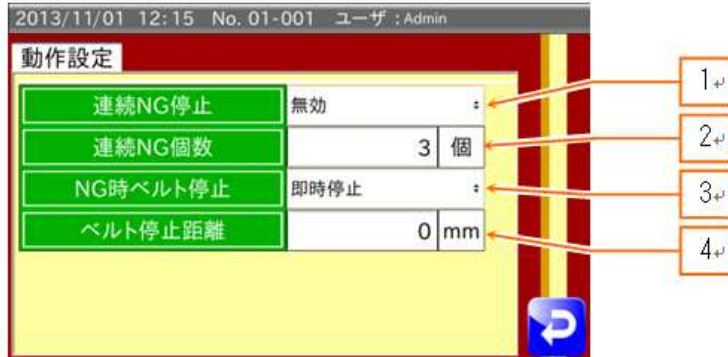 2013/11/01 12:15 No. 01-001 ユーザ : Admin
動作設定
連続NG停止 無効 1
連続NG個数 3 個 2
NG時ベルト停止 即時停止 3
ベルト停止距離 0 mm 4